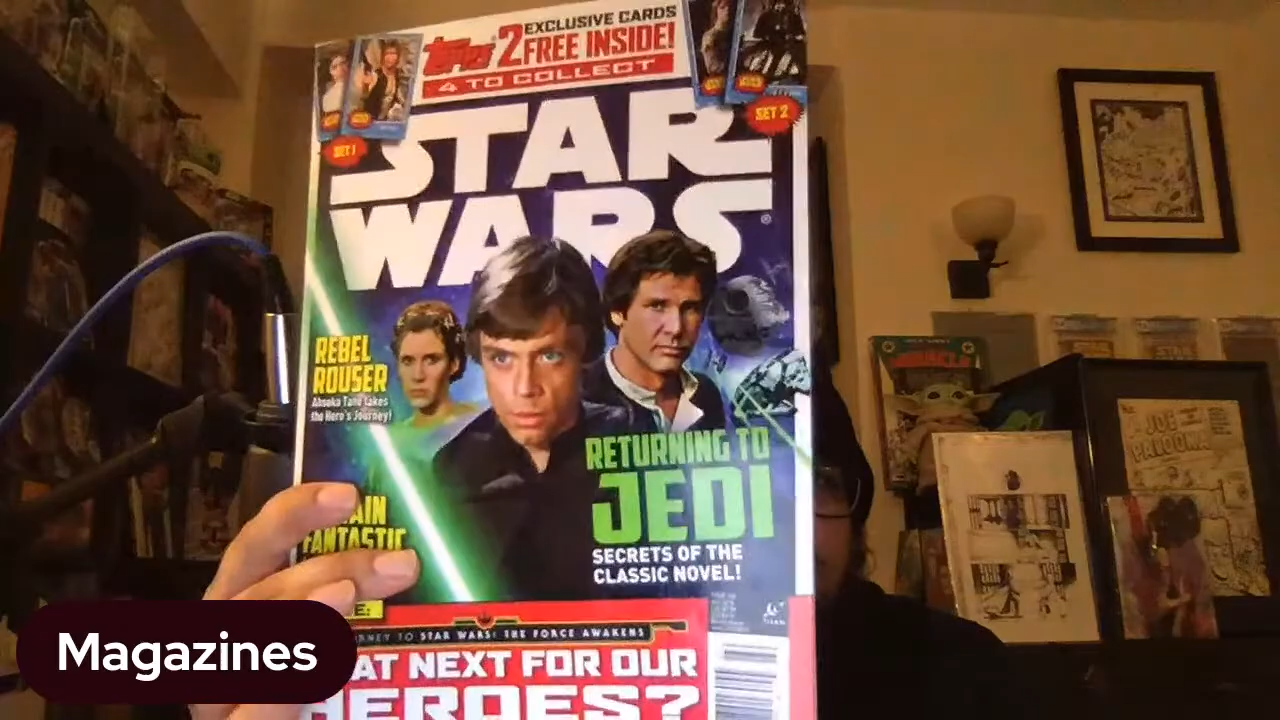 EXCLUSIVE CARDS
Topps 2 FREE INSIDE!
4 TO COLLECT
SET 1
SET 2
STAR
WARS®
REBEL
ROUSER
Ahsoka Tano takes
the Hero's Journey!
RETURNING TO
JEDI
SECRETS OF THE
CLASSIC NOVEL!
AIN
FANTASTIC
E:
RNEY TO STAR WARS: THE FORCE AWAKENS
AT NEXT FOR OUR
HEROES?
Magazines
JOE
PALOOKA